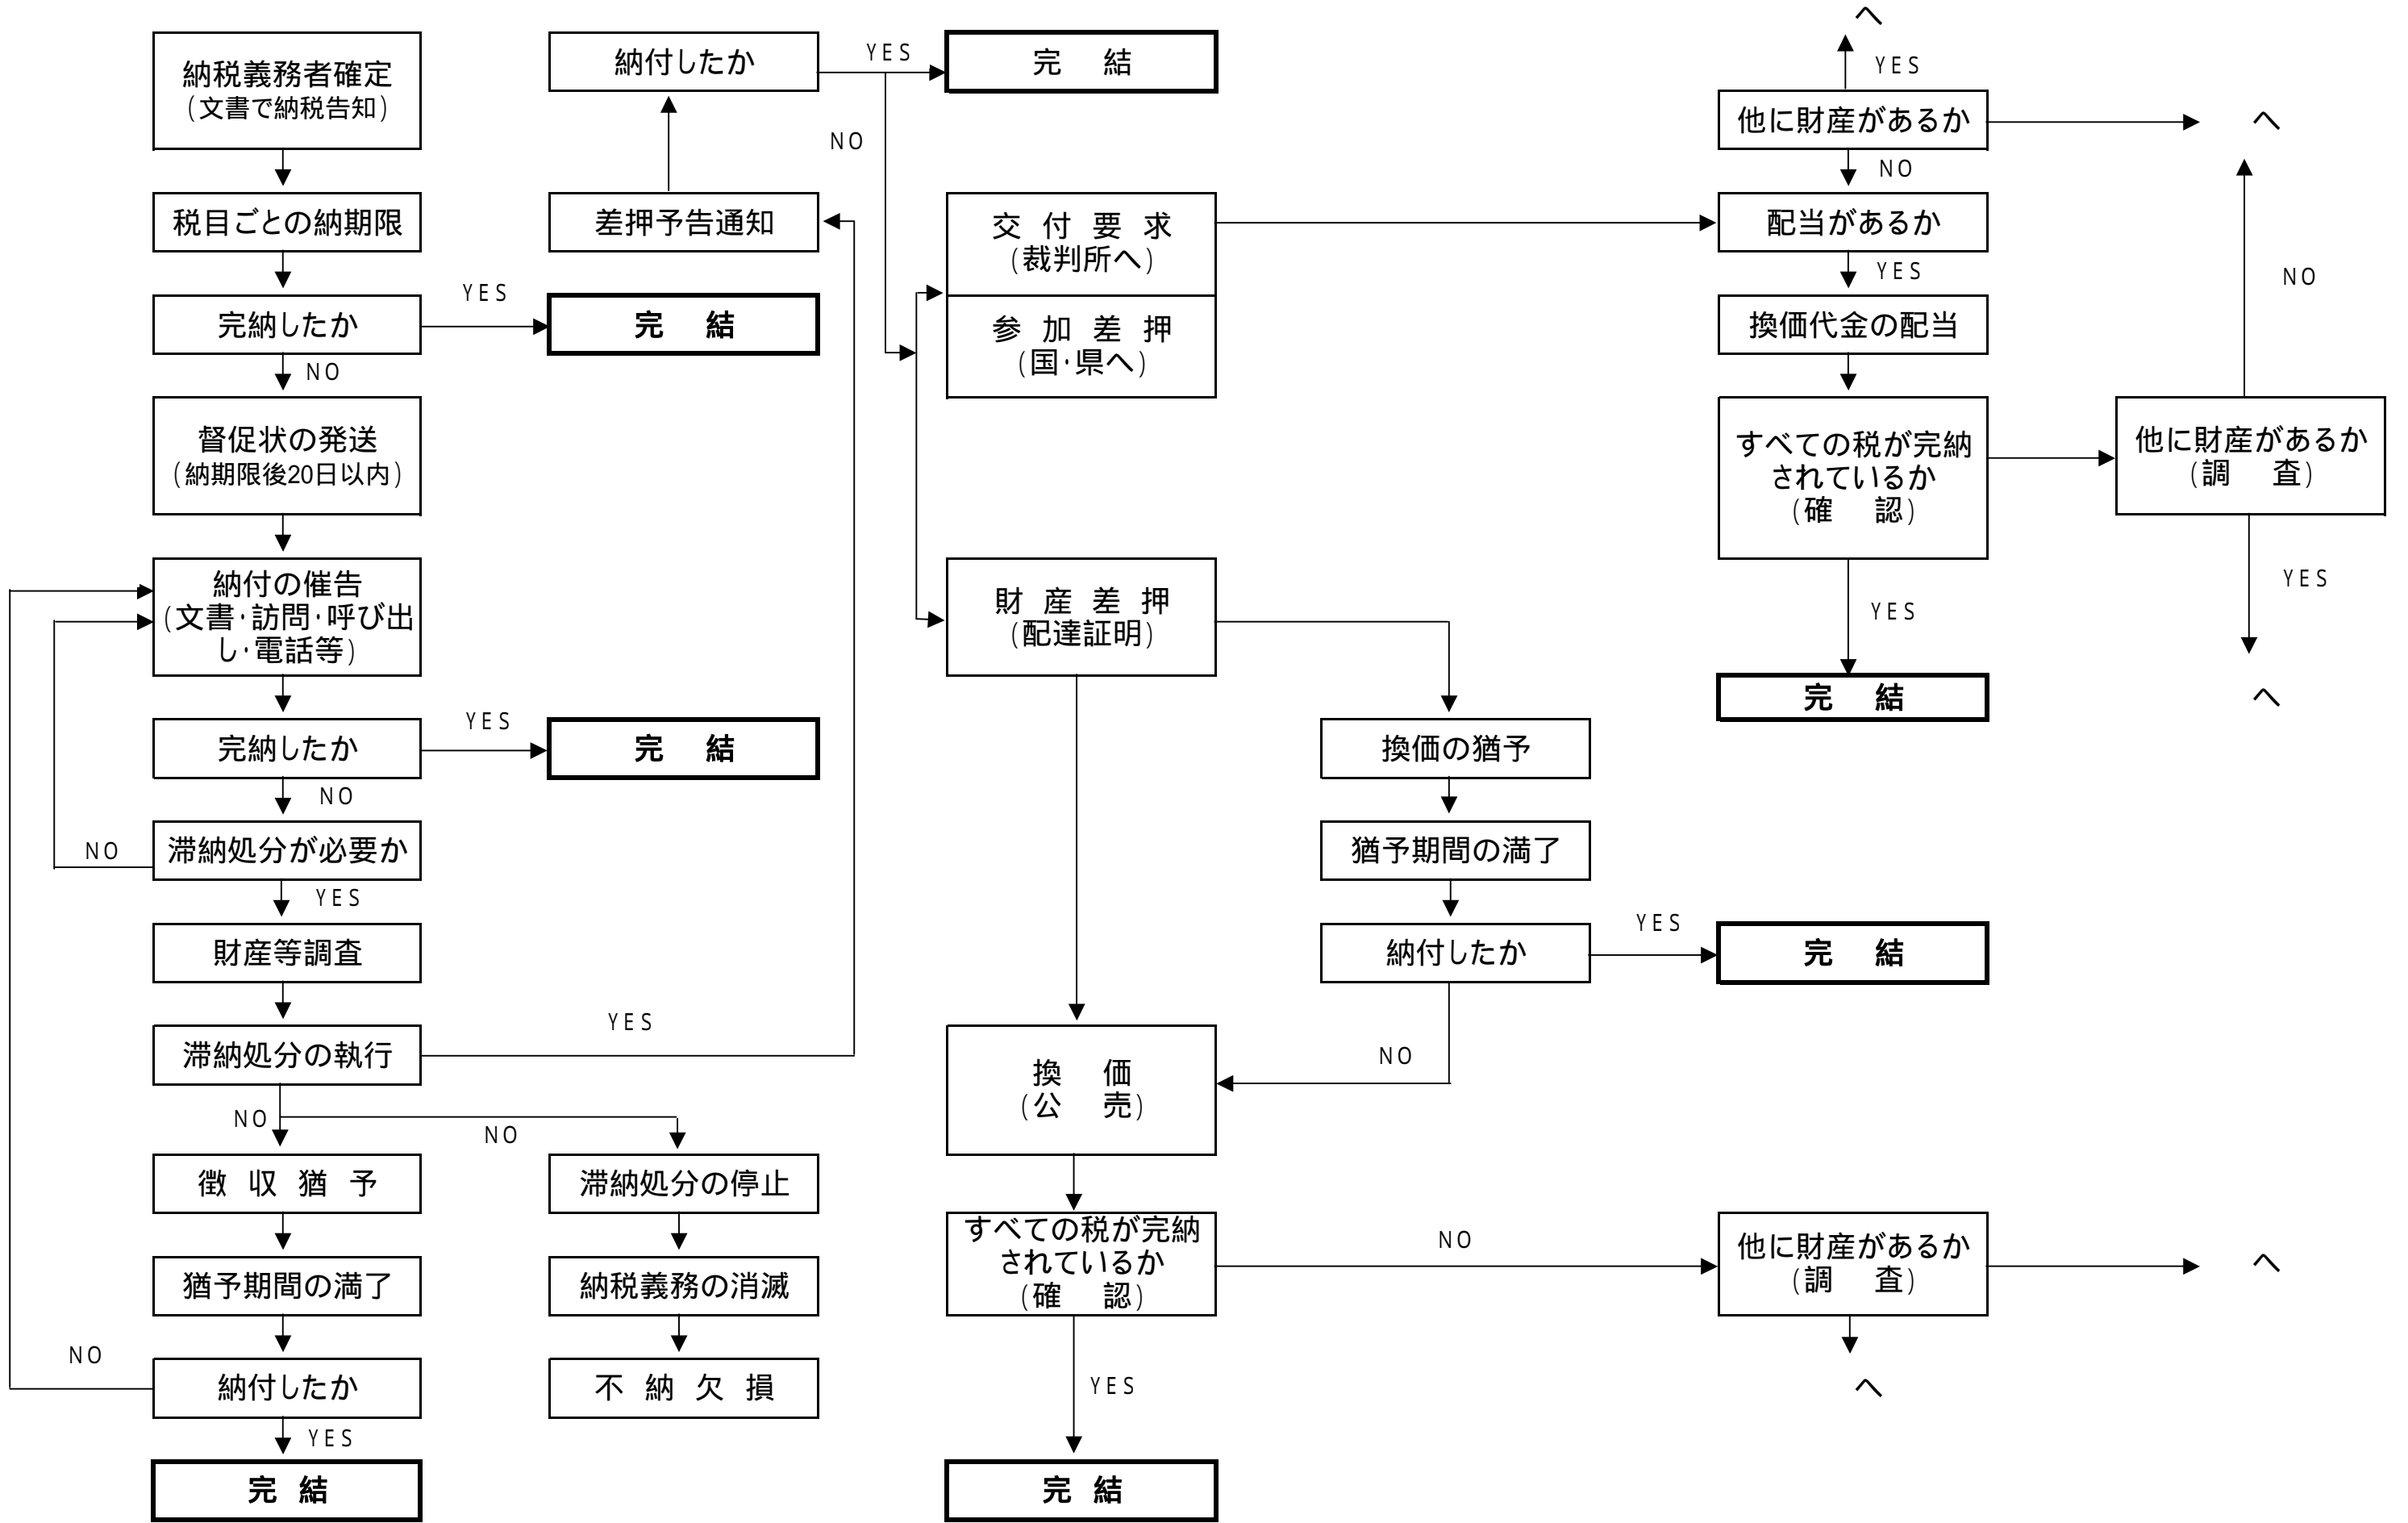 納税義務者確定
（文書で納税告知）
税目ごとの納期限
完納したか
YES
完　結
NO
督促状の発送
（納期限後20日以内）
納付の催告
（文書・訪問・呼び出
し・電話等）
完納したか
YES
完　結
NO
滞納処分が必要か
NO
YES
財産等調査
滞納処分の執行
YES
NO
NO
徴収猶予
猶予期間の満了
納付したか
NO
YES
完結
滞納処分の停止
納税義務の消滅
不納欠損
差押予告通知
納付したか
YES
完　結
NO
交付要求
（裁判所へ）
参加差押
（国・県へ）
財産差押
（配達証明）
換価の猶予
猶予期間の満了
納付したか
YES
完　結
NO
換　価
（公　売）
すべての税が完納
されているか
（確　認）
NO
YES
完結
他に財産があるか
（調　査）
へ
へ
へ
YES
他に財産があるか
へ
NO
配当があるか
YES
換価代金の配当
すべての税が完納
されているか
（確　認）
YES
完　結
他に財産があるか
（調　査）
NO
YES
へ